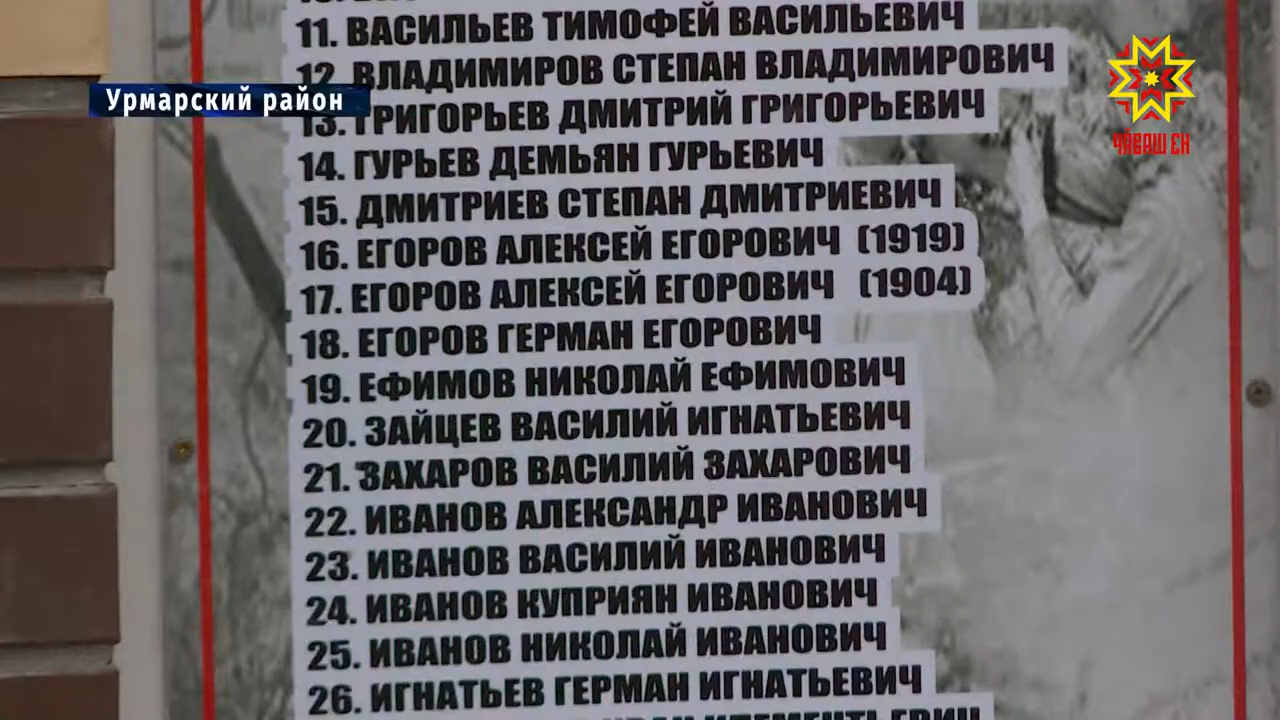 11. ВАСИЛЬЕВ ТИМОФЕЙ ВАСИЛЬЕВИЧ
12. ВЛАДИМИРОВ СТЕПАН ВЛАДИМИРОВИЧ
Урмарский район
13. ГРИГОРЬЕВ ДМИТРИЙ ГРИГОРЬЕВИЧ
ЧӐВАШ ЕН
14. ГУРЬЕВ ДЕМЬЯН ГУРЬЕВИЧ
15. ДМИТРИЕВ СТЕПАН ДМИТРИЕВИЧ
16. ЕГОРОВ АЛЕКСЕЙ ЕГОРОВИЧ (1919)
17. ЕГОРОВ АЛЕКСЕЙ ЕГОРОВИЧ (1904)
18. ЕГОРОВ ГЕРМАН ЕГОРОВИЧ
19. ЕФИМОВ НИКОЛАЙ ЕФИМОВИЧ
20. ЗАЙЦЕВ ВАСИЛИЙ ИГНАТЬЕВИЧ
21. ЗАХАРОВ ВАСИЛИЙ ЗАХАРОВИЧ
22. ИВАНОВ АЛЕКСАНДР ИВАНОВИЧ
23. ИВАНОВ ВАСИЛИЙ ИВАНОВИЧ
24. ИВАНОВ КУПРИЯН ИВАНОВИЧ
25. ИВАНОВ НИКОЛАЙ ИВАНОВИЧ
26. ИГНАТЬЕВ ГЕРМАН ИГНАТЬЕВИЧ